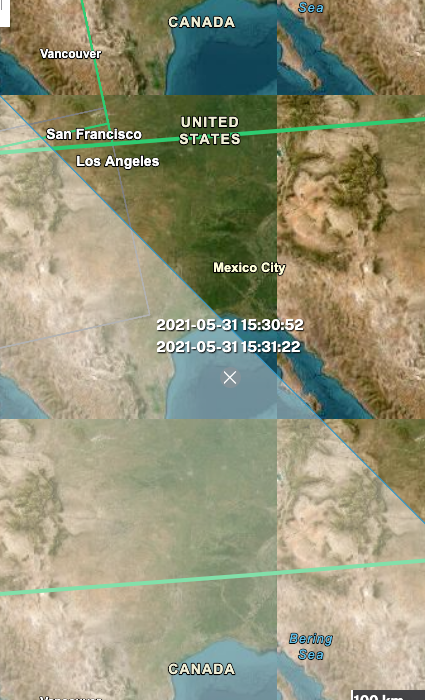 Sea
CANADA
Vancouver
UNITED
STATES
San Francisco
Los Angeles
Mexico City
2021-05-31 15:30:52
2021-05-31 15:31:22
Bering
Sea
CANADA
Vancouver
100 km